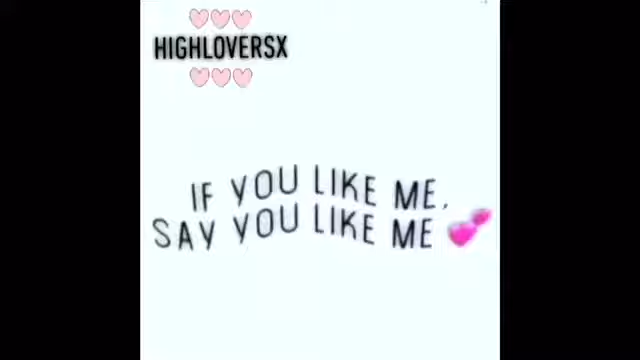 HIGHLOVERSX
IF YOU LIKE ME,
SAY YOU LIKE ME 💕